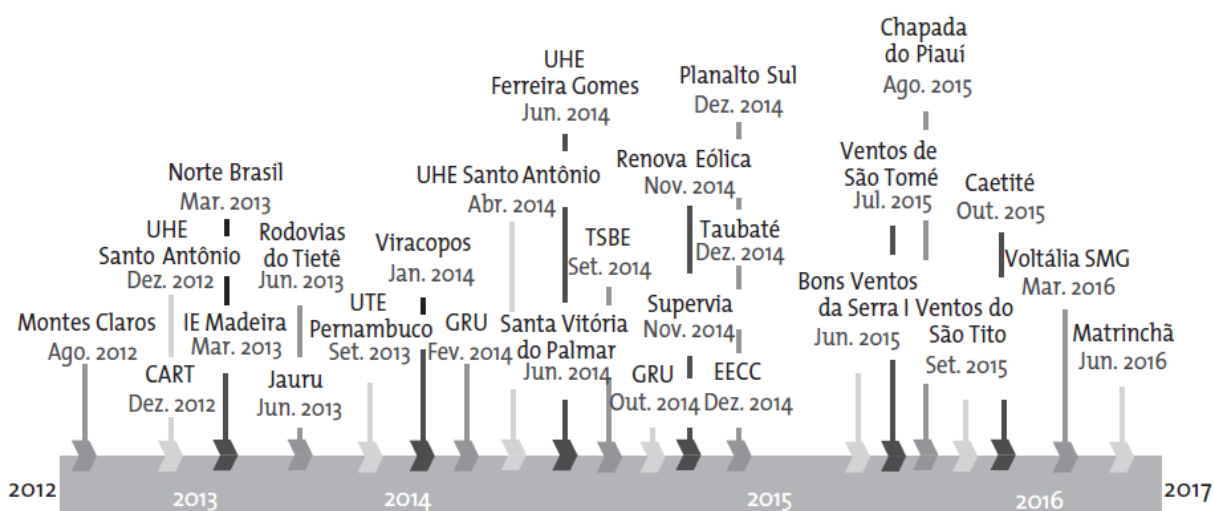 Chapada
do Piauí
Ago. 2015
UHE
Ferreira Gomes
Jun. 2014
Planalto Sul
Dez. 2014
Norte Brasil
Mar. 2013
UHE Santo Antônio
Abr. 2014
Renova Eólica
Nov. 2014
Ventos de
São Tomé
Jul. 2015
Caetité
Out. 2015
UHE
Santo Antônio
Dez. 2012
Rodovias
do Tietê
Jun. 2013
Viracopos
Jan. 2014
TSBE
Set. 2014
Taubaté
Dez. 2014
Voltália SMG
Mar. 2016
Montes Claros
Ago. 2012
IE Madeira
Mar. 2013
UTE
Pernambuco
Set. 2013
GRU
Fev. 2014
Santa Vitória
do Palmar
Jun. 2014
Supervia
Nov. 2014
Bons Ventos
da Serra I
Jun. 2015
Ventos do
São Tito
Set. 2015
Matrinchã
Jun. 2016
CART
Dez. 2012
Jauru
Jun. 2013
GRU
Out. 2014
EECC
Dez. 2014
2012
2013
2014
2015
2016
2017